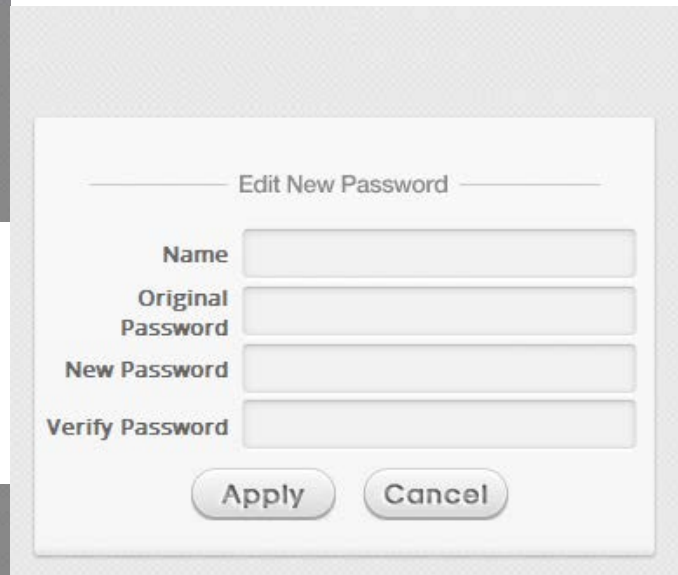 Edit New Password
Name
Original
Password
New Password
Verify Password
Apply
Cancel